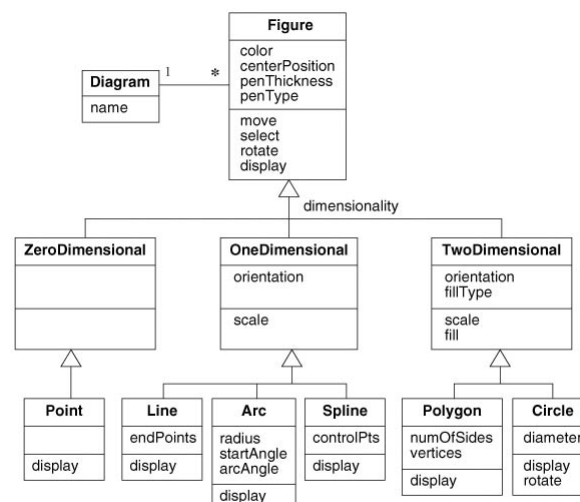 Figure
color
centerPosition
penThickness
penType
move
select
rotate
display
Diagram
name
1
*
dimensionality
ZeroDimensional
OneDimensional
orientation
scale
TwoDimensional
orientation
fillType
scale
fill
Point
display
Line
endPoints
display
Arc
radius
startAngle
arcAngle
display
Spline
controlPts
display
Polygon
numOfSides
vertices
display
Circle
diameter
display
rotate